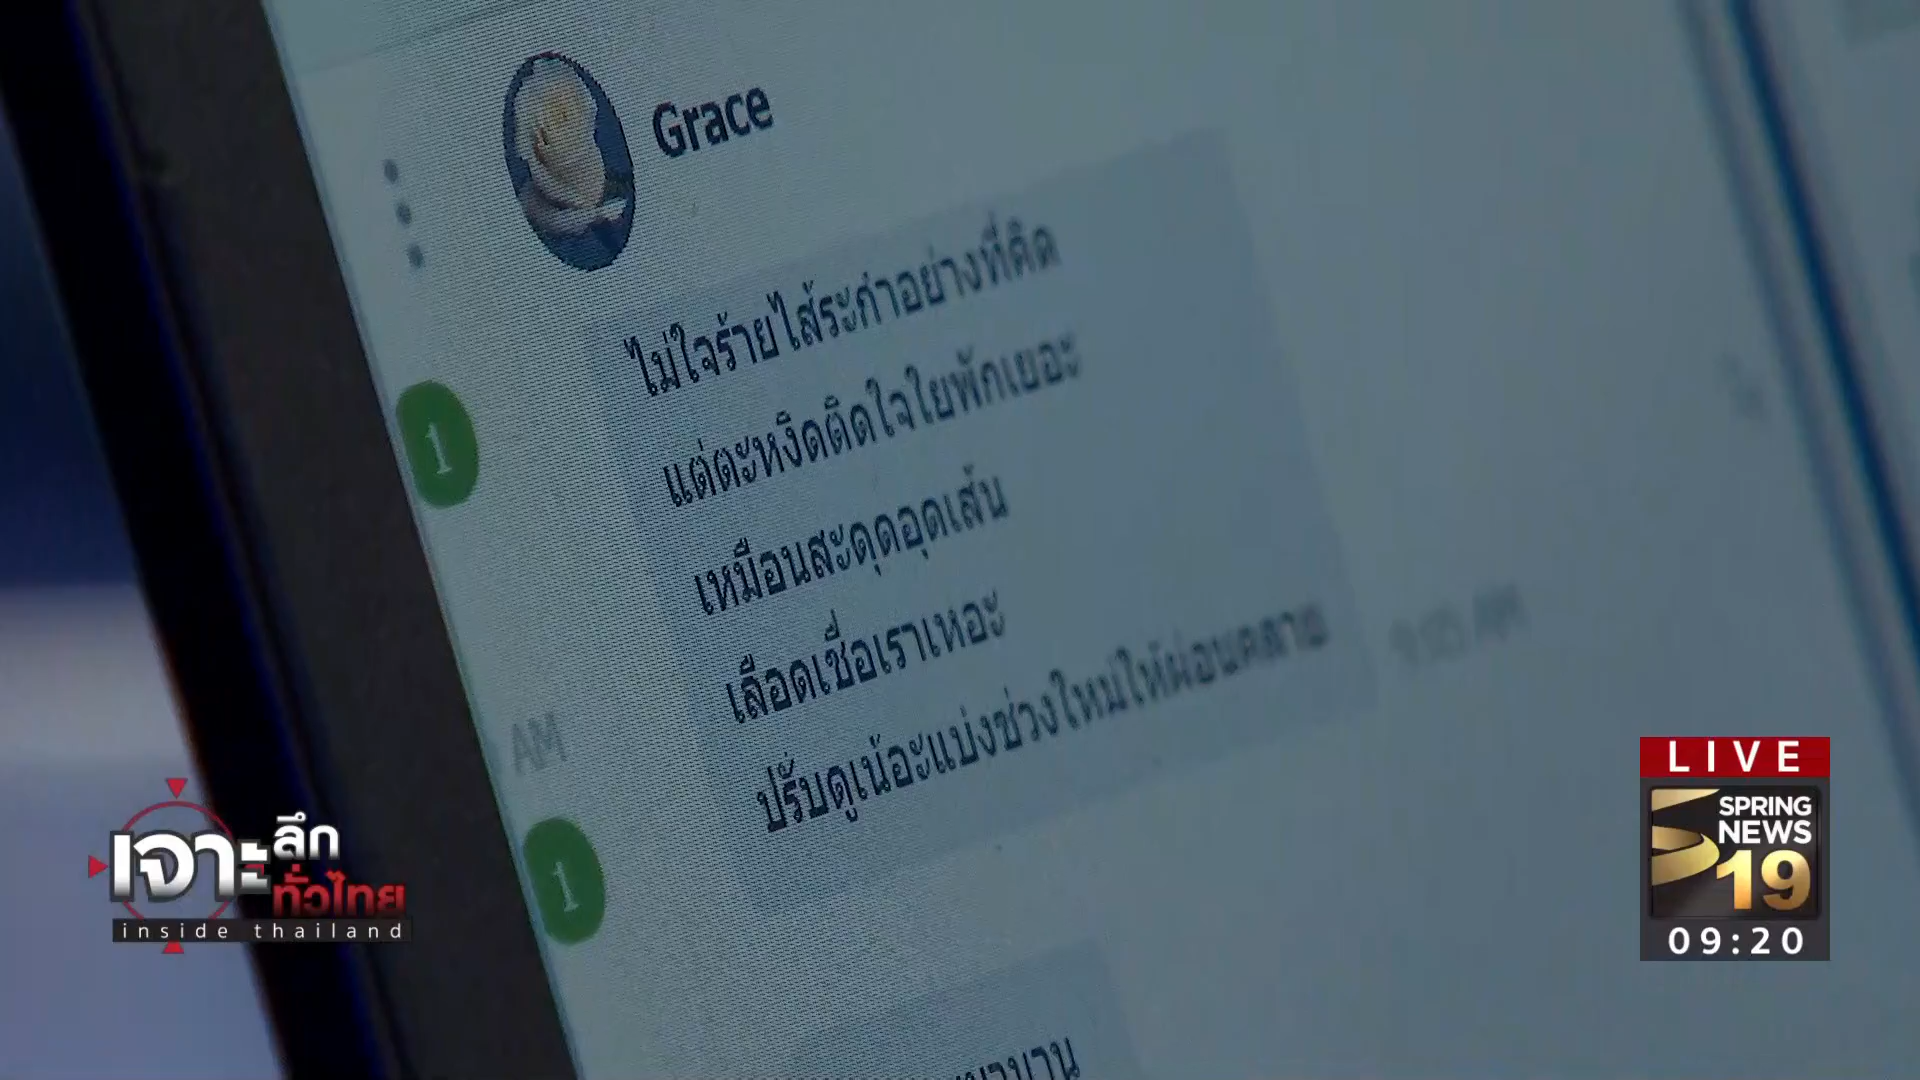 Grace
ไม่ใจร้ายไส้ระกำอย่างที่คิด
แต่ตะหงิดติดใจใยพักเยอะ
เหมือนสะดุดอุดเส้น
เลือดเชื่อเราเหอะ
ปรับดูเน้อะแบ่งช่วงใหม่ให้ผ่อนคลาย
9:05 AM
1
AM
1
เจาะลึกทั่วไทย
inside thailand
LIVE
SPRING
NEWS
19
09:20